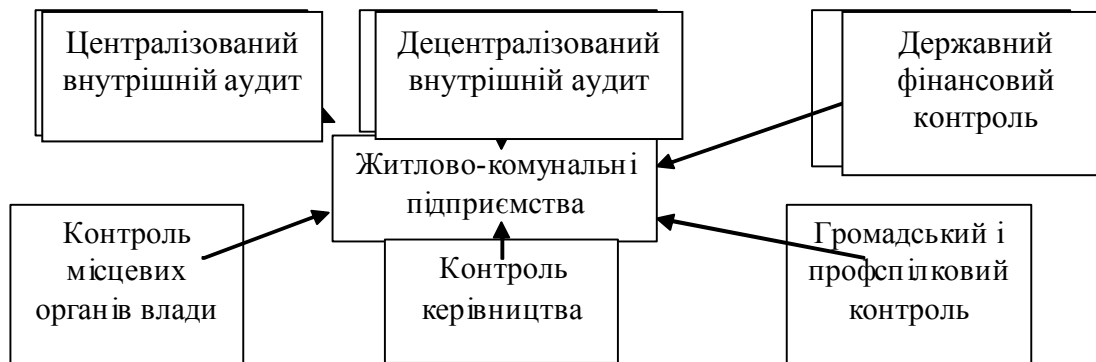 Централізований
внутрішній аудит
Децентралізований
внутрішній аудит
Державний
фінансовий
контроль
Житлово-комунальні
підприємства
Контроль
місцевих
органів влади
Контроль
керівництва
Громадський і
профспілковий
контроль